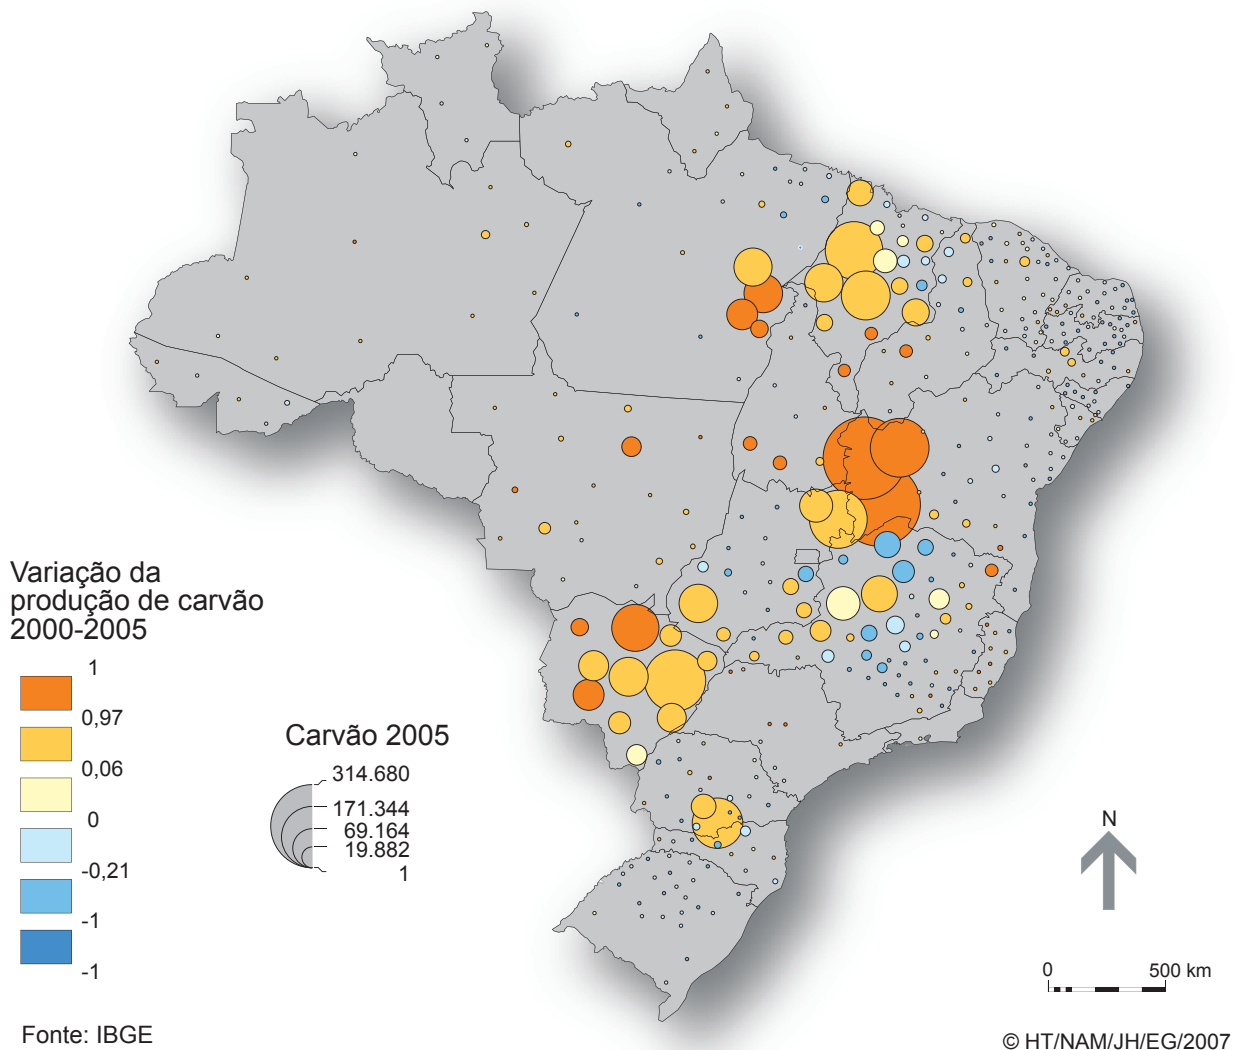 Variação da
produção de carvão
2000-2005
1
0,97
0,06
0
-0,21
-1
-1
Carvão 2005
314.680
171.344
69.164
19.882
1
N
0 500 km
Fonte: IBGE
© HT/NAM/JH/EG/2007